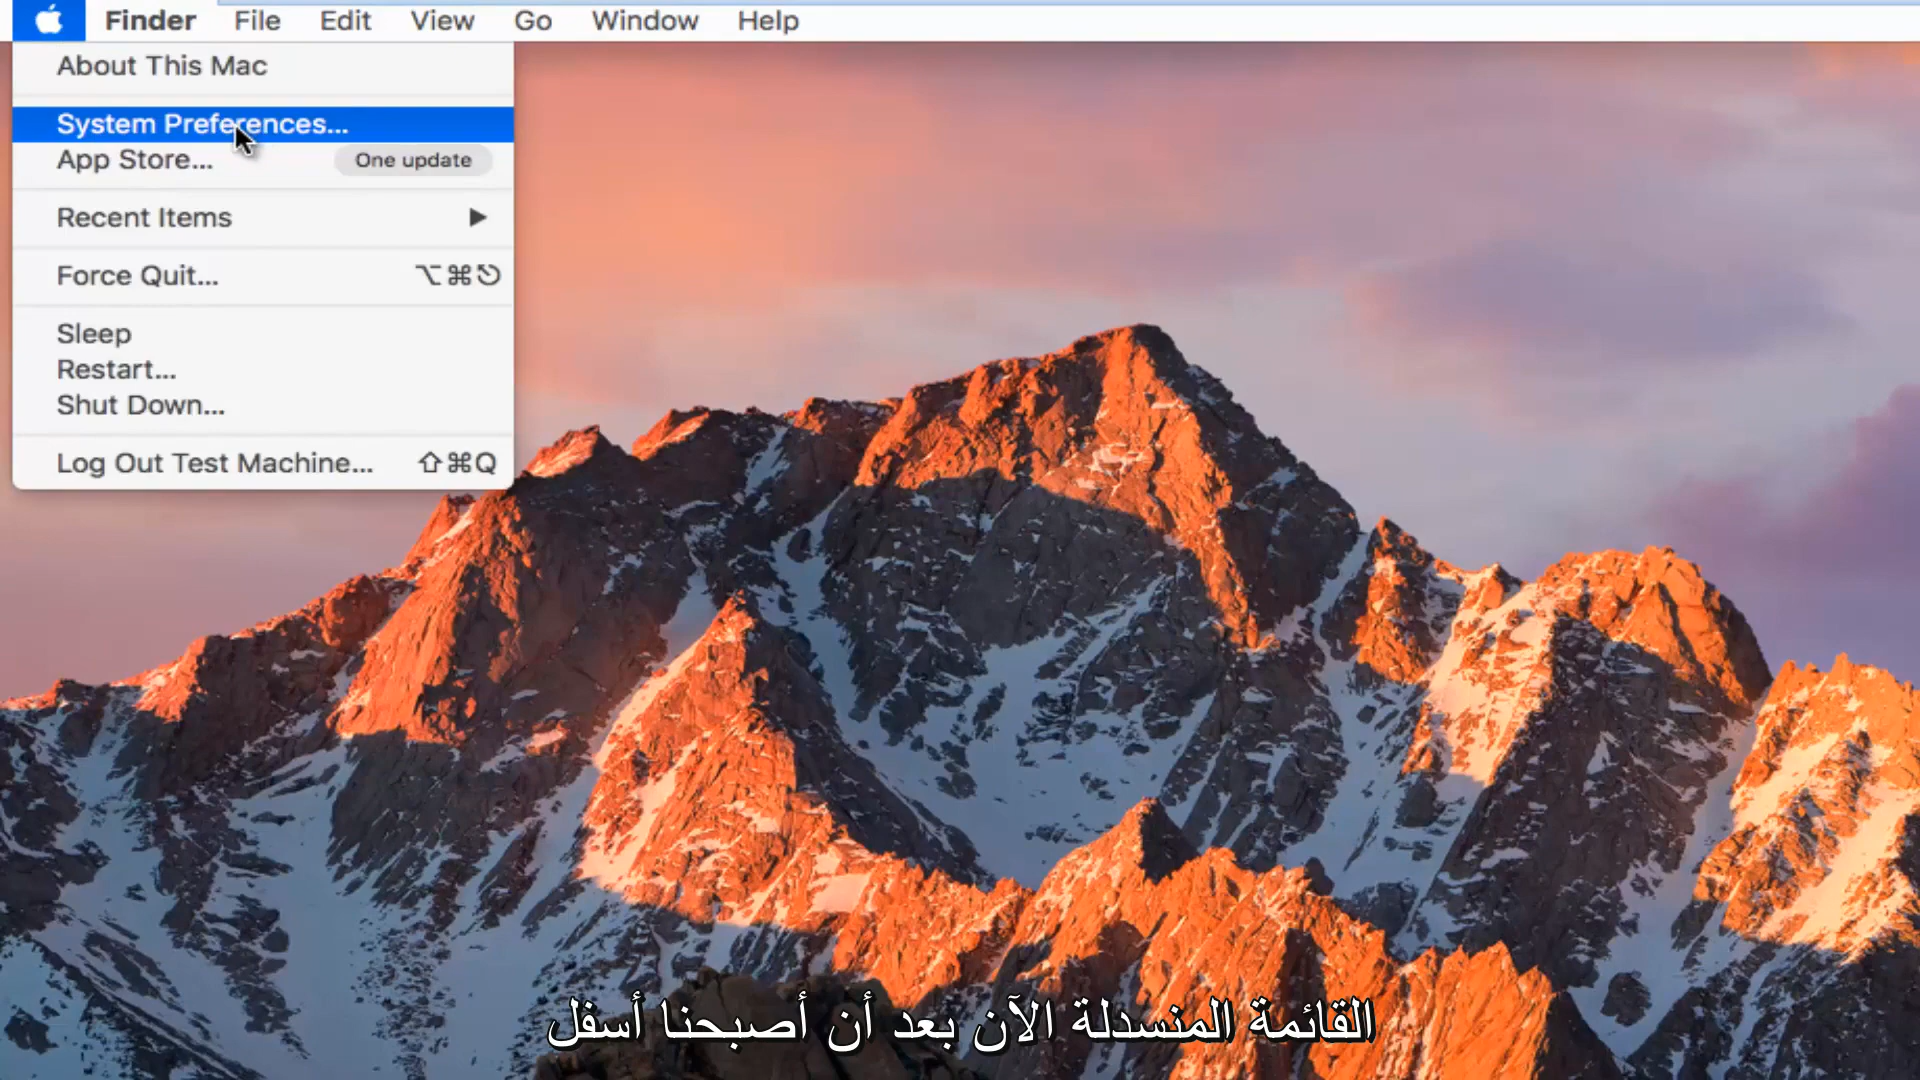 Finder File Edit View Go Window Help
About This Mac
System Preferences...
App Store... One update
Recent Items ▶
Force Quit... ⌥⌘⎋
Sleep
Restart...
Shut Down...
Log Out Test Machine... ⇧⌘Q
القائمة المنسدلة الآن بعد أن أصبحنا أسفل